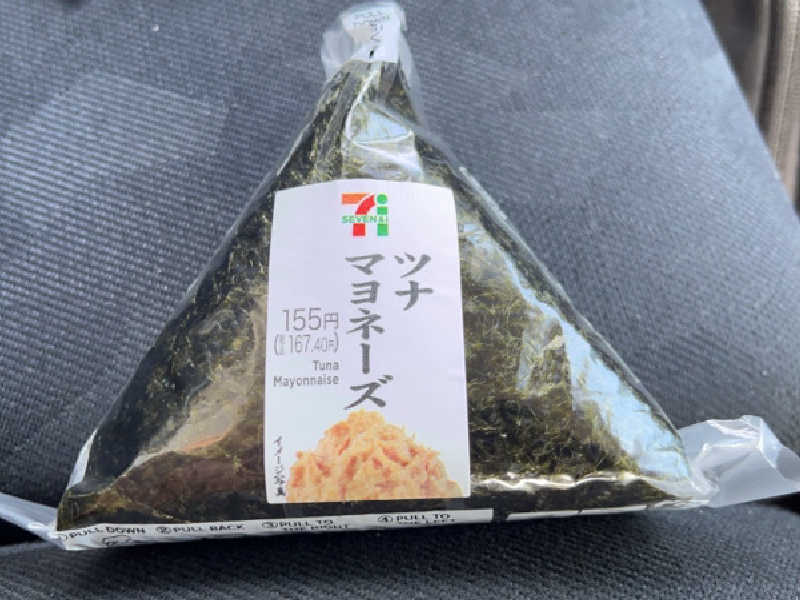 SEVEN&i
ツナ
マヨネーズ
155円
(税込167.40円)
Tuna
Mayonnaise
イメージ写真
①PULL DOWN ②PULL BACK ③PULL TO THE RIGHT ④PULL TO THE LEFT